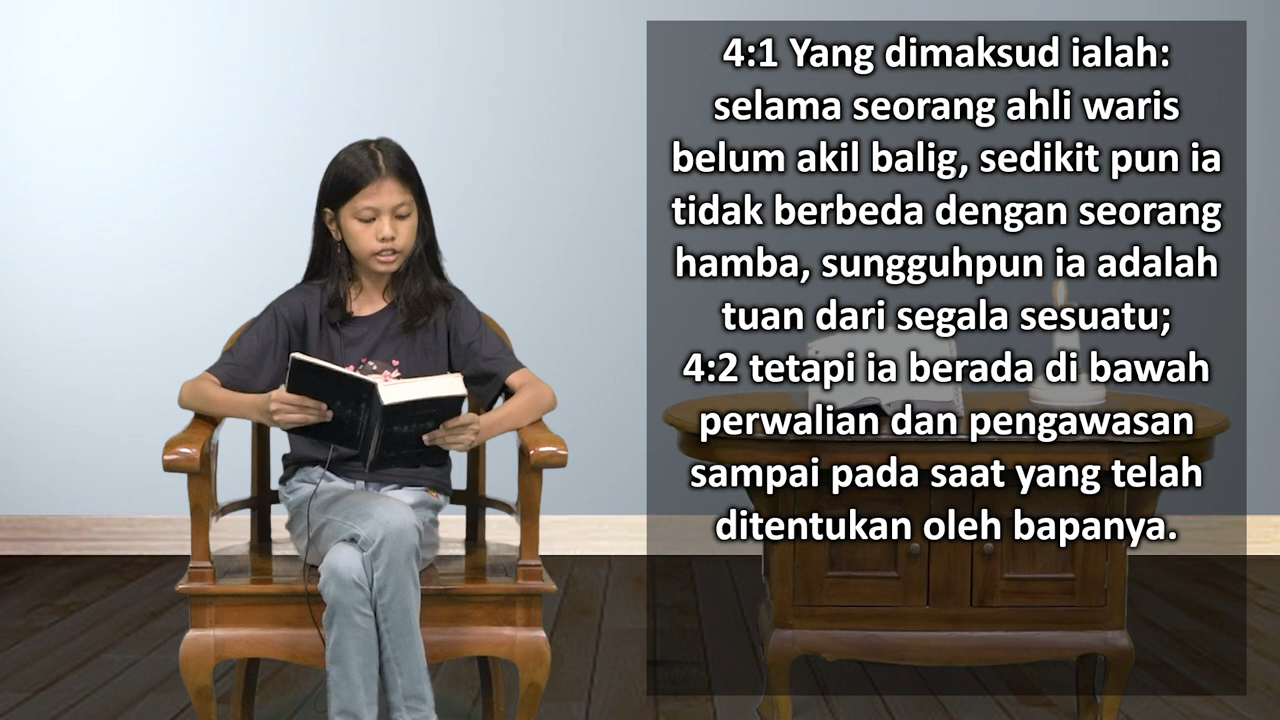 4:1 Yang dimaksud ialah:
selama seorang ahli waris
belum akil balig, sedikit pun ia
tidak berbeda dengan seorang
hamba, sungguhpun ia adalah
tuan dari segala sesuatu;
4:2 tetapi ia berada di bawah
perwalian dan pengawasan
sampai pada saat yang telah
ditentukan oleh bapanya.